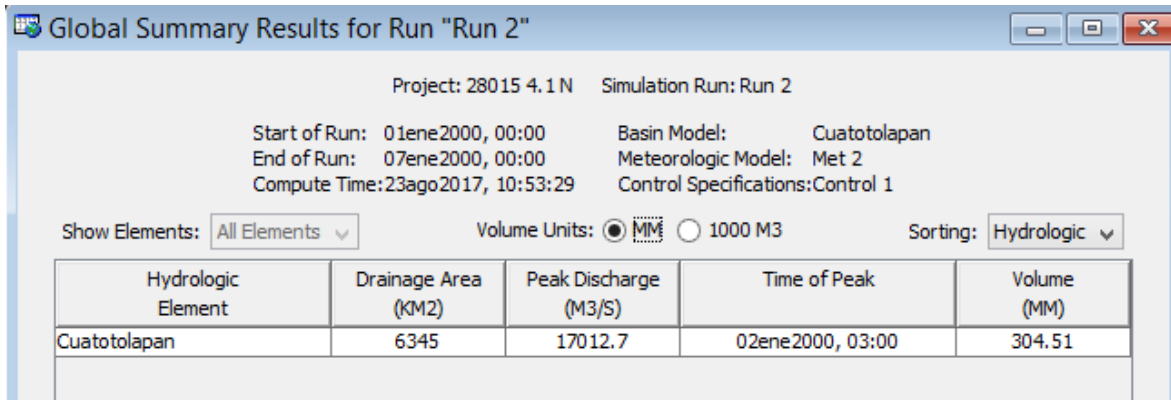 Global Summary Results for Run "Run 2"
Project: 28015 4.1 N Simulation Run: Run 2
Start of Run: 01ene2000, 00:00 Basin Model: Cuatotolapan
End of Run: 07ene2000, 00:00 Meteorologic Model: Met 2
Compute Time:23ago2017, 10:53:29 Control Specifications:Control 1
Show Elements: All Elements Volume Units: MM 1000 M3 Sorting: Hydrologic
Hydrologic Drainage Area Peak Discharge Time of Peak Volume
Element (KM2) (M3/S) (MM)
Cuatotolapan 6345 17012.7 02ene2000, 03:00 304.51